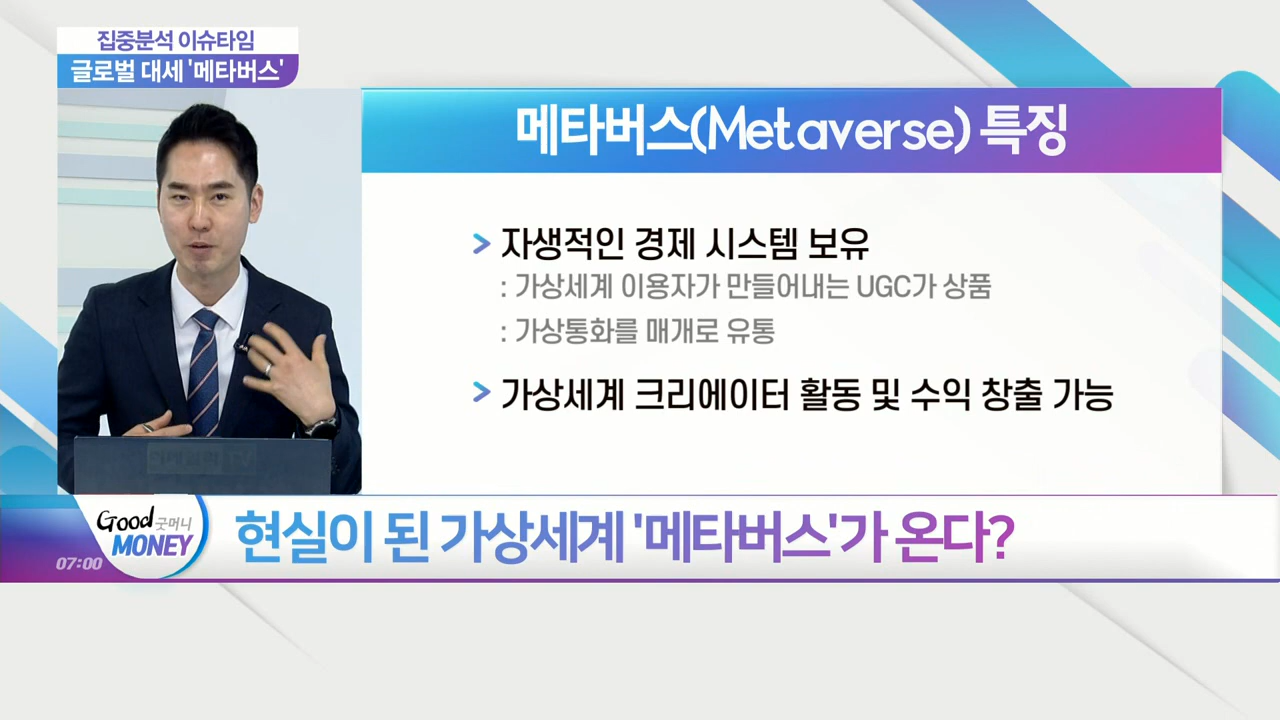 집중분석 이슈타임
글로벌 대세 '메타버스'
메타버스(Metaverse) 특징
> 자생적인 경제 시스템 보유
: 가상세계 이용자가 만들어내는 UGC가 상품
: 가상통화를 매개로 유통
> 가상세계 크리에이터 활동 및 수익 창출 가능
Good 굿머니
MONEY
07:00
현실이 된 가상세계 '메타버스'가 온다?